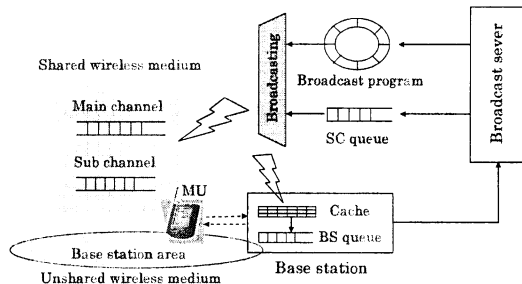 Shared wireless medium
Main channel
Sub channel
MU
Base station area
Unshared wireless medium
Broadcasting
Broadcast program
SC queue
Cache
BS queue
Base station
Broadcast sever